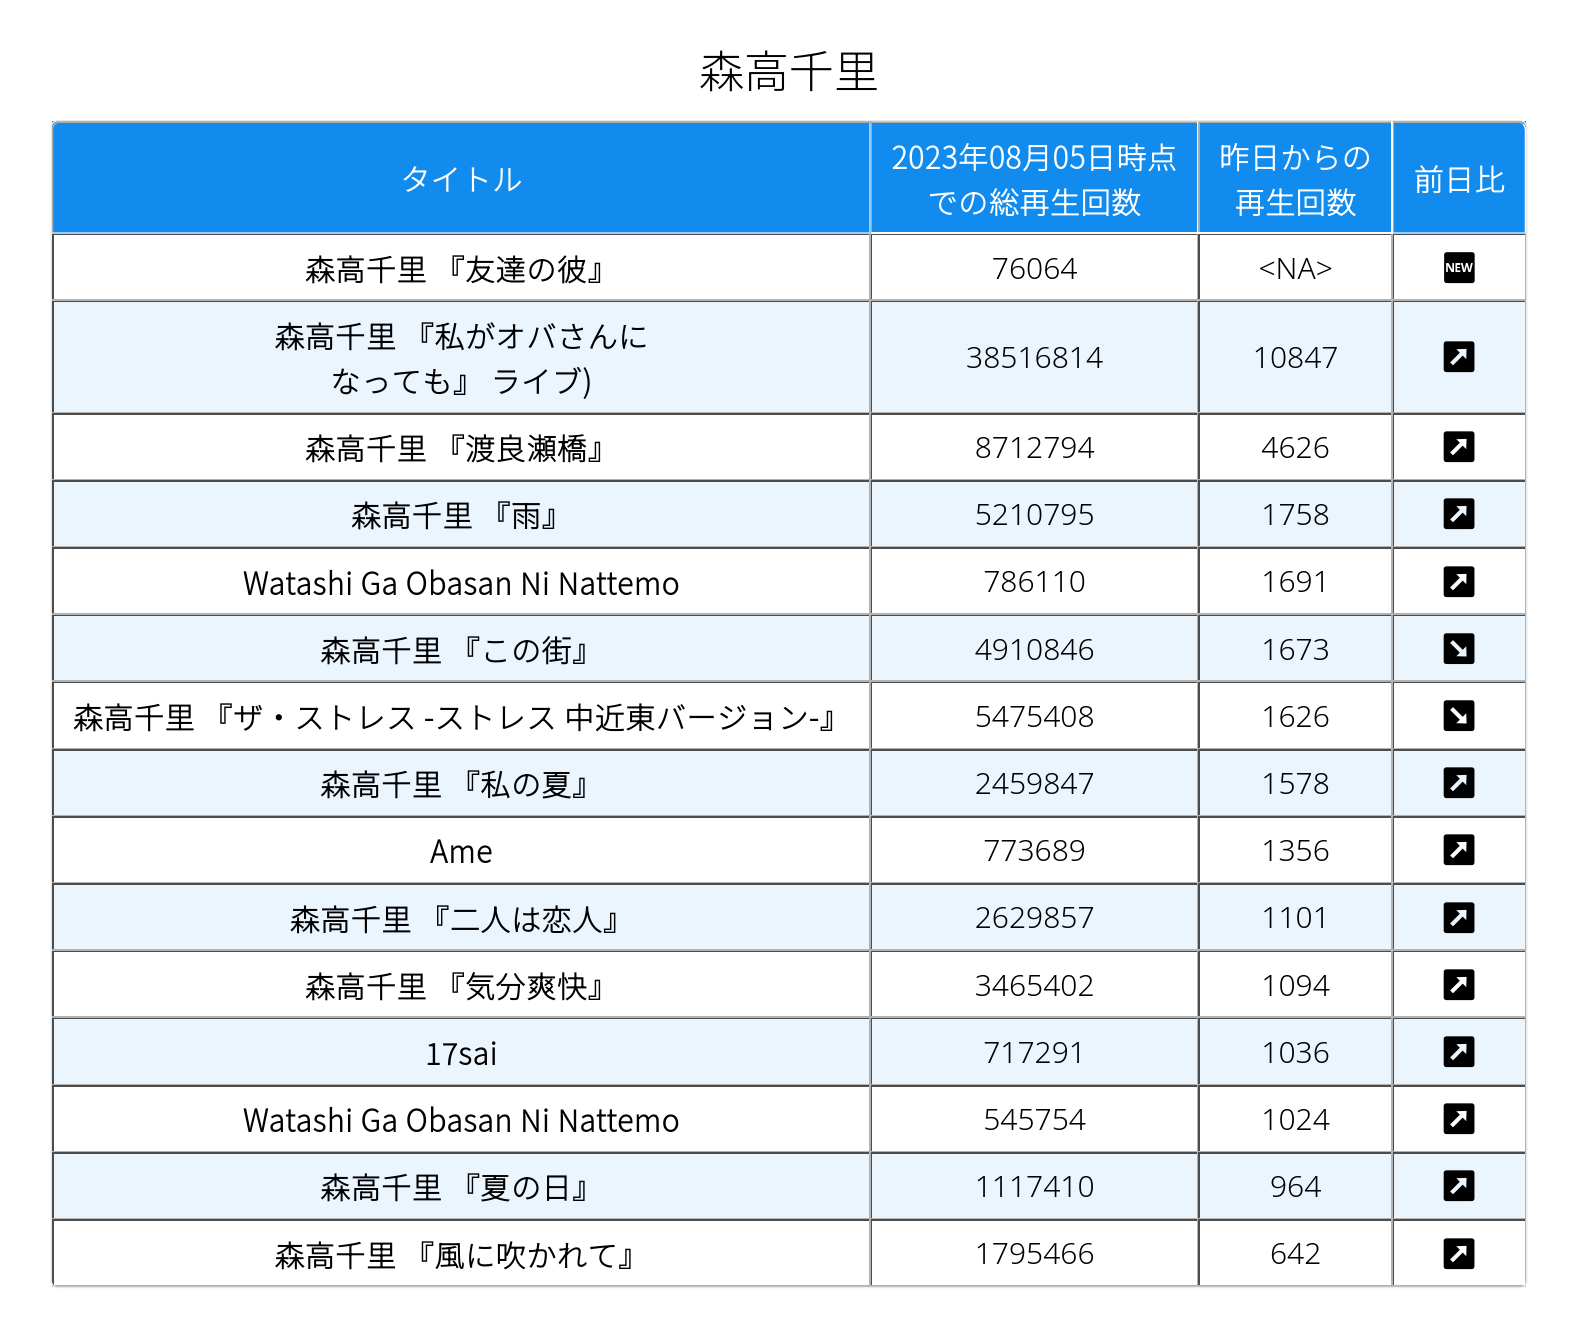 森高千里
タイトル
2023年08月05日時点
での総再生回数
昨日からの
再生回数
前日比
森高千里 『友達の彼』 76064 <NA> NEW
森高千里 『私がオバさんに
なっても』 ライブ) 38516814 10847
森高千里 『渡良瀬橋』 8712794 4626
森高千里 『雨』 5210795 1758
Watashi Ga Obasan Ni Nattemo 786110 1691
森高千里 『この街』 4910846 1673
森高千里 『ザ・ストレス -ストレス 中近東バージョン-』 5475408 1626
森高千里 『私の夏』 2459847 1578
Ame 773689 1356
森高千里 『二人は恋人』 2629857 1101
森高千里 『気分爽快』 3465402 1094
17sai 717291 1036
Watashi Ga Obasan Ni Nattemo 545754 1024
森高千里 『夏の日』 1117410 964
森高千里 『風に吹かれて』 1795466 642